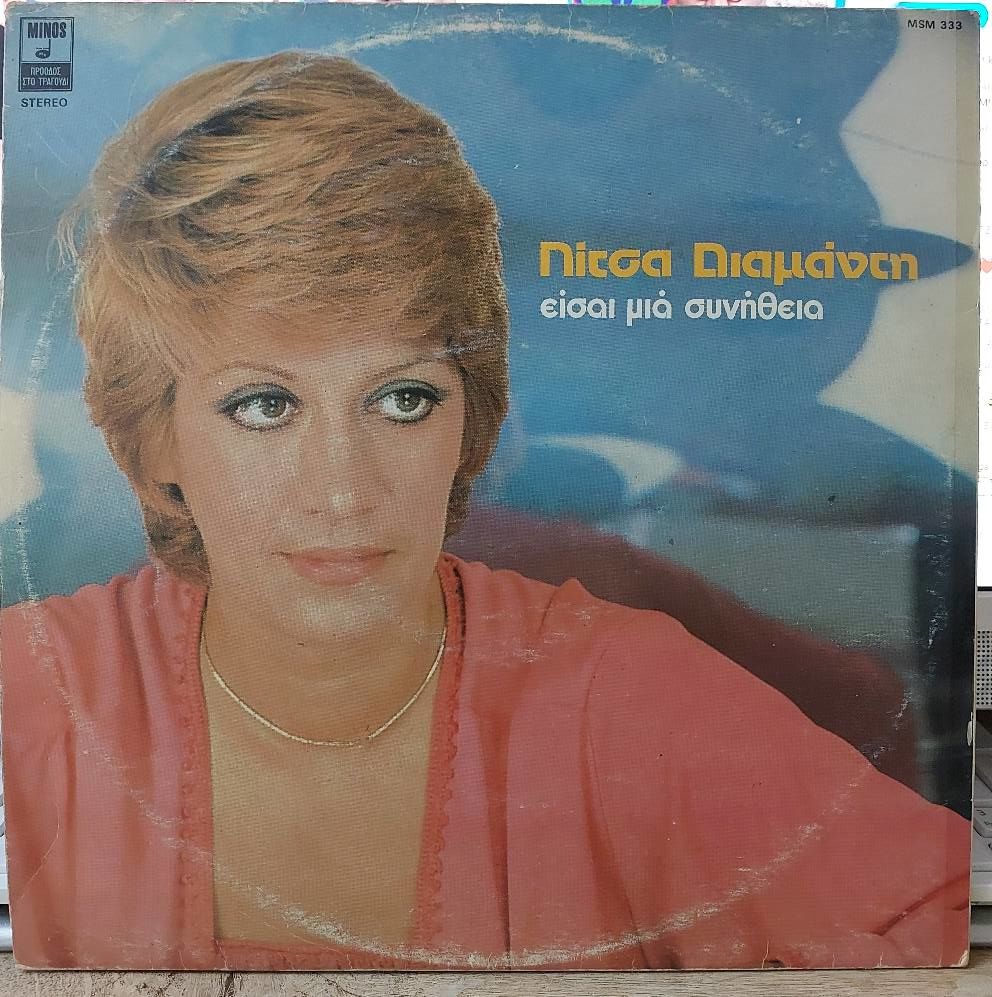 MINOS
ΠΡΟΟΔΟΣ
ΣΤΟ ΤΡΑΓΟΥΔΙ
STEREO
MSM 333
Πίτσα Διαμάντη
είσαι μιά συνήθεια